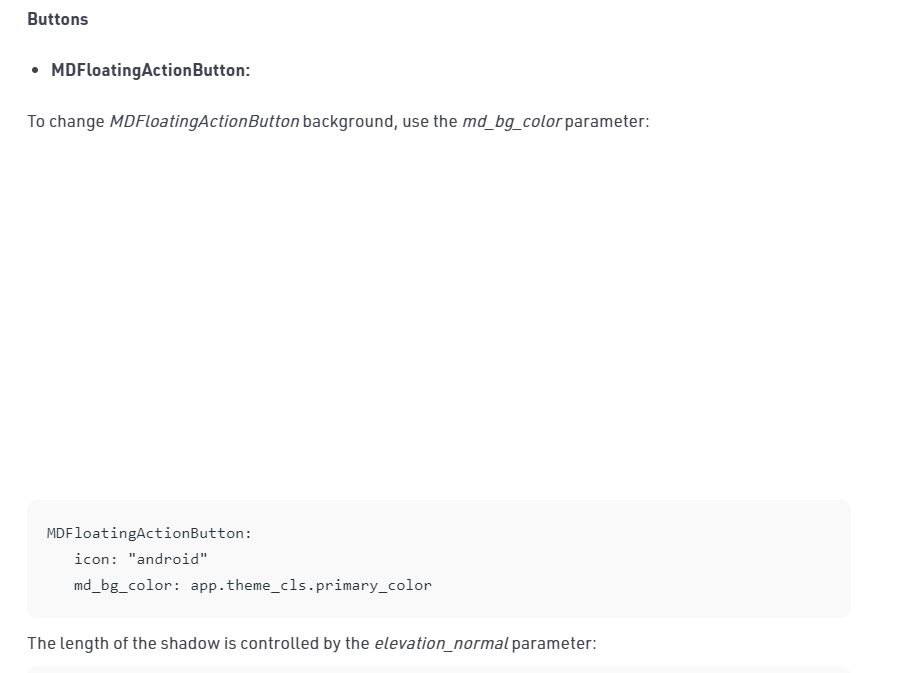 Buttons
• MDFloatingActionButton:
To change MDFloatingActionButton background, use the md_bg_color parameter:
MDFloatingActionButton:
icon: "android"
md_bg_color: app.theme_cls.primary_color
The length of the shadow is controlled by the elevation_normal parameter: